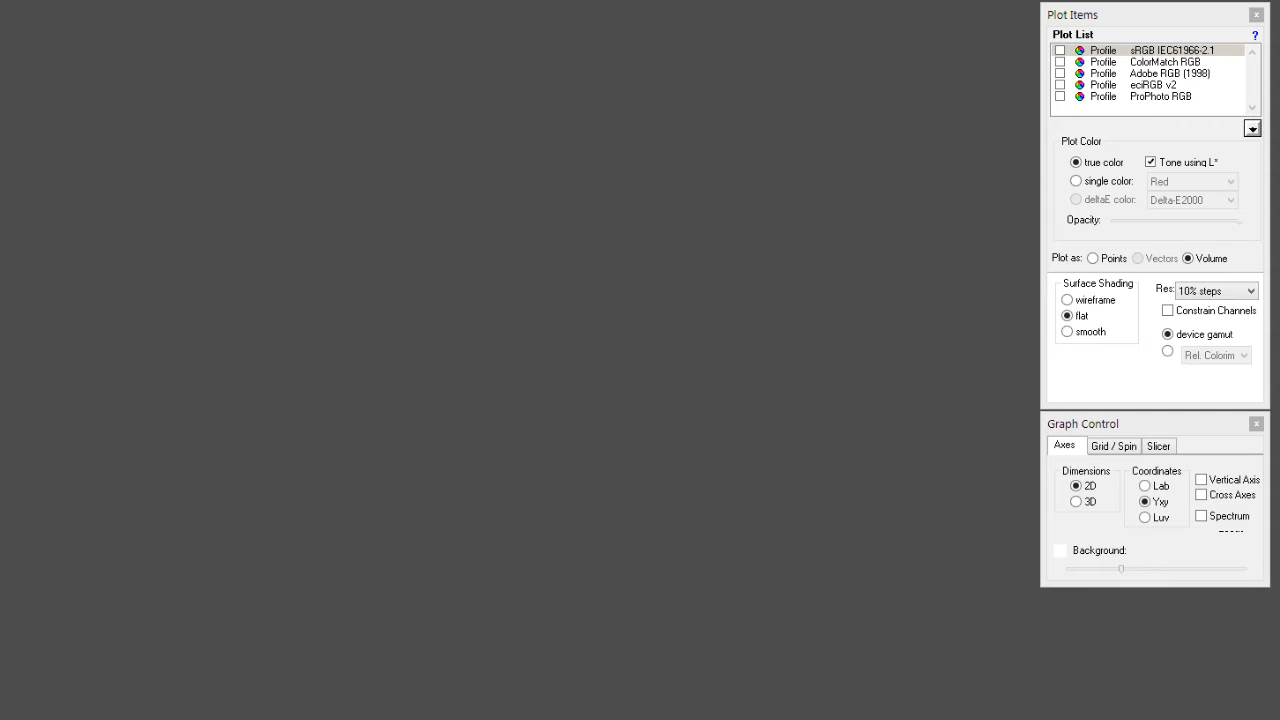 Plot Items
x
Plot List
?
Profile sRGB IEC61966-2.1
Profile ColorMatch RGB
Profile Adobe RGB (1998)
Profile eciRGB v2
Profile ProPhoto RGB
Plot Color
true color Tone using L*
single color: Red
deltaE color: Delta-E2000
Opacity:
Plot as: Points Vectors Volume
Surface Shading
Res: 10% steps
wireframe
Constrain Channels
flat
smooth
device gamut
Rel. Colorim
Graph Control
x
Axes Grid / Spin Slicer
Dimensions Coordinates
2D Lab Vertical Axis
3D Yxy Cross Axes
Luv Spectrum
Background: